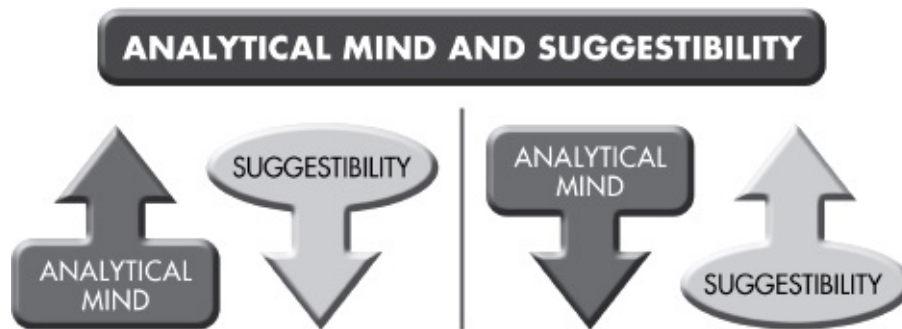 ANALYTICAL MIND AND SUGGESTIBILITY
ANALYTICAL
MIND
SUGGESTIBILITY
ANALYTICAL
MIND
SUGGESTIBILITY